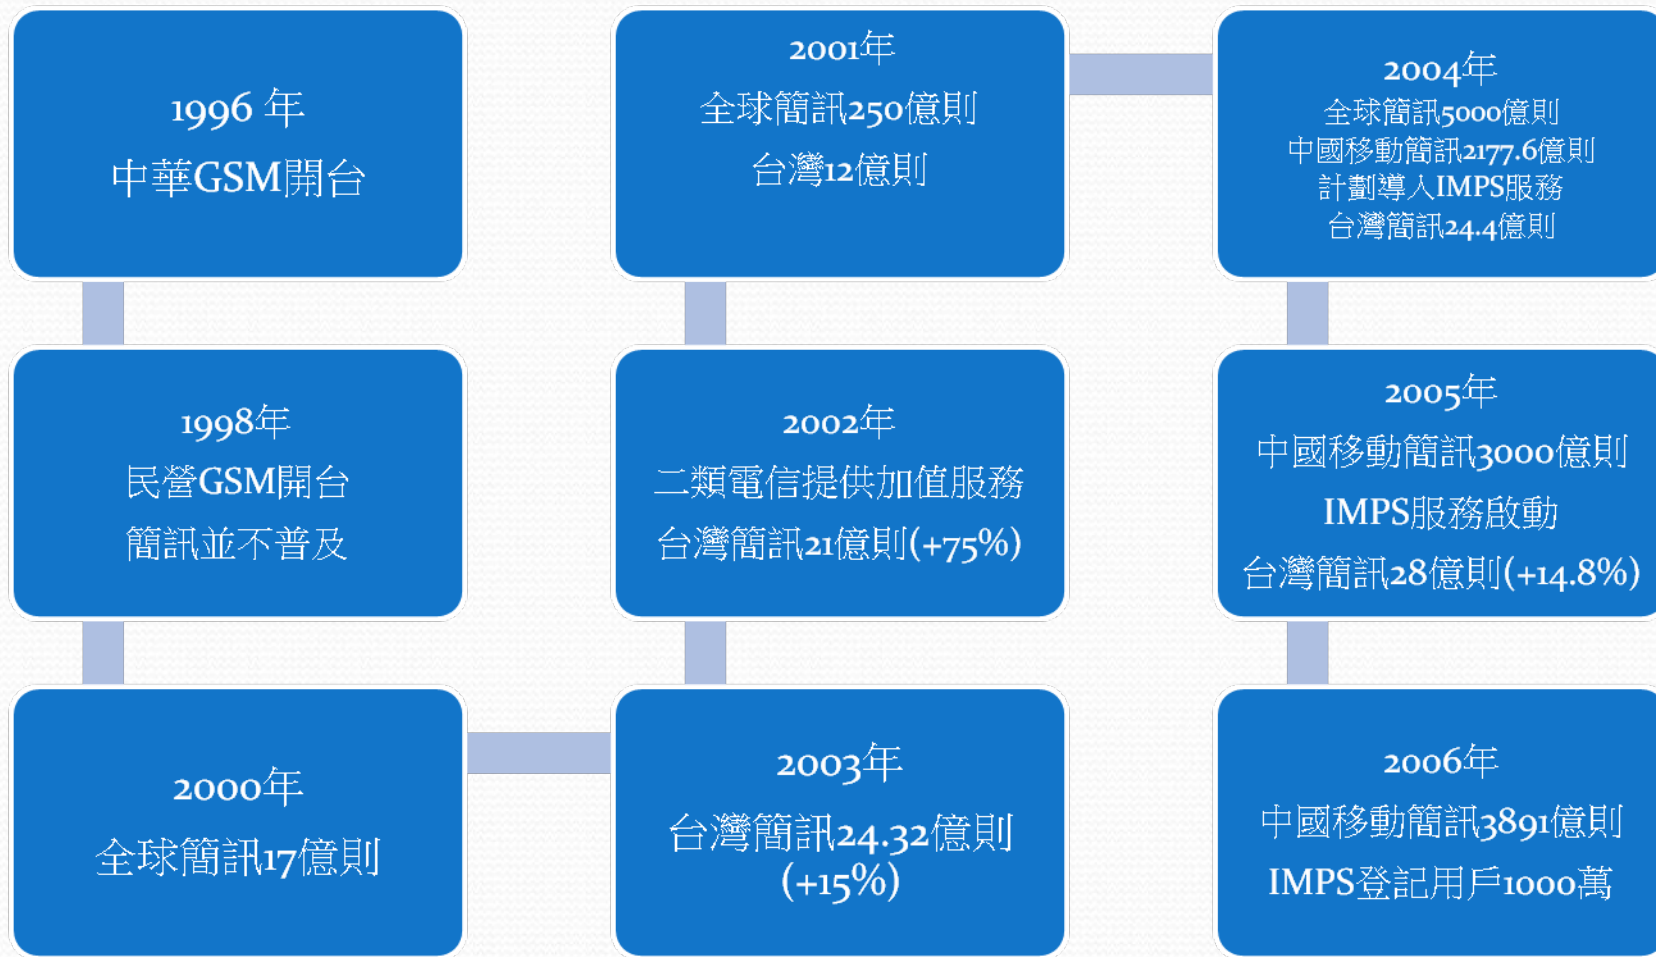 1996 年
中華GSM開台
1998年
民營GSM開台
簡訊並不普及
2000年
全球簡訊17億則
2001年
全球簡訊250億則
台灣12億則
2002年
二類電信提供加值服務
台灣簡訊21億則(+75%)
2003年
台灣簡訊24.32億則
(+15%)
2004年
全球簡訊5000億則
中國移動簡訊2177.6億則
計劃導入IMPS服務
台灣簡訊24.4億則
2005年
中國移動簡訊3000億則
IMPS服務啟動
台灣簡訊28億則(+14.8%)
2006年
中國移動簡訊3891億則
IMPS登記用戶1000萬